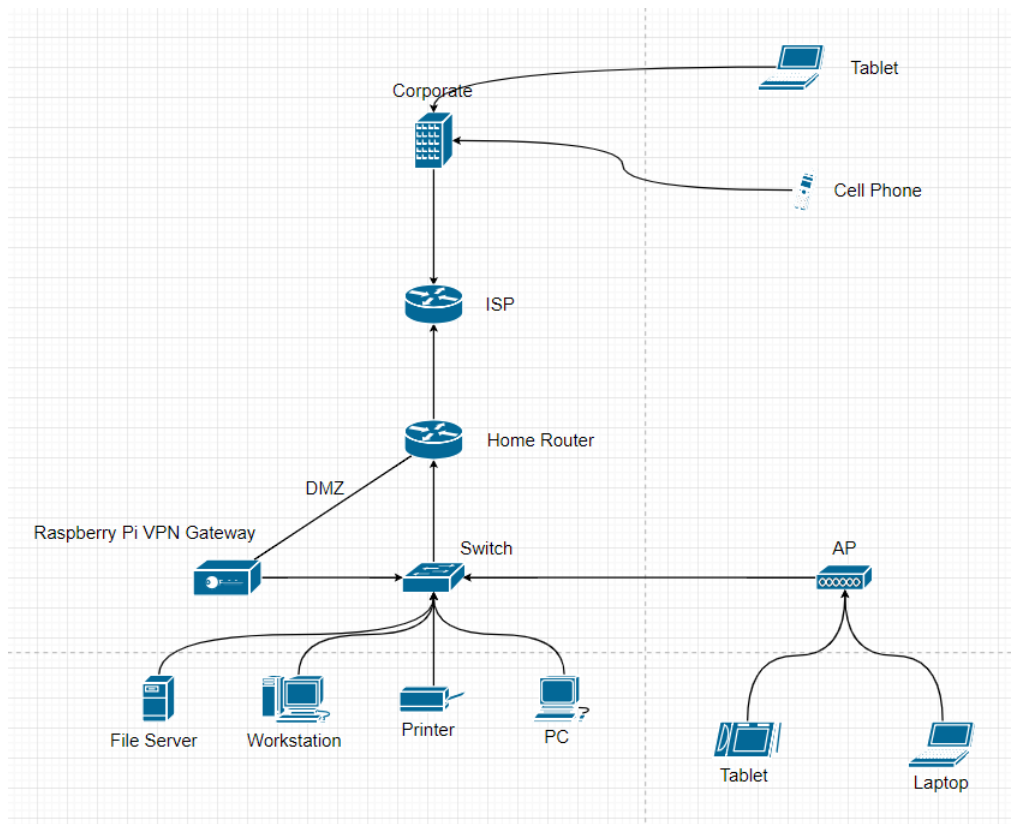 Tablet
Corporate
Cell Phone
ISP
Home Router
DMZ
Raspberry Pi VPN Gateway
Switch
AP
File Server
Workstation
Printer
PC
Tablet
Laptop